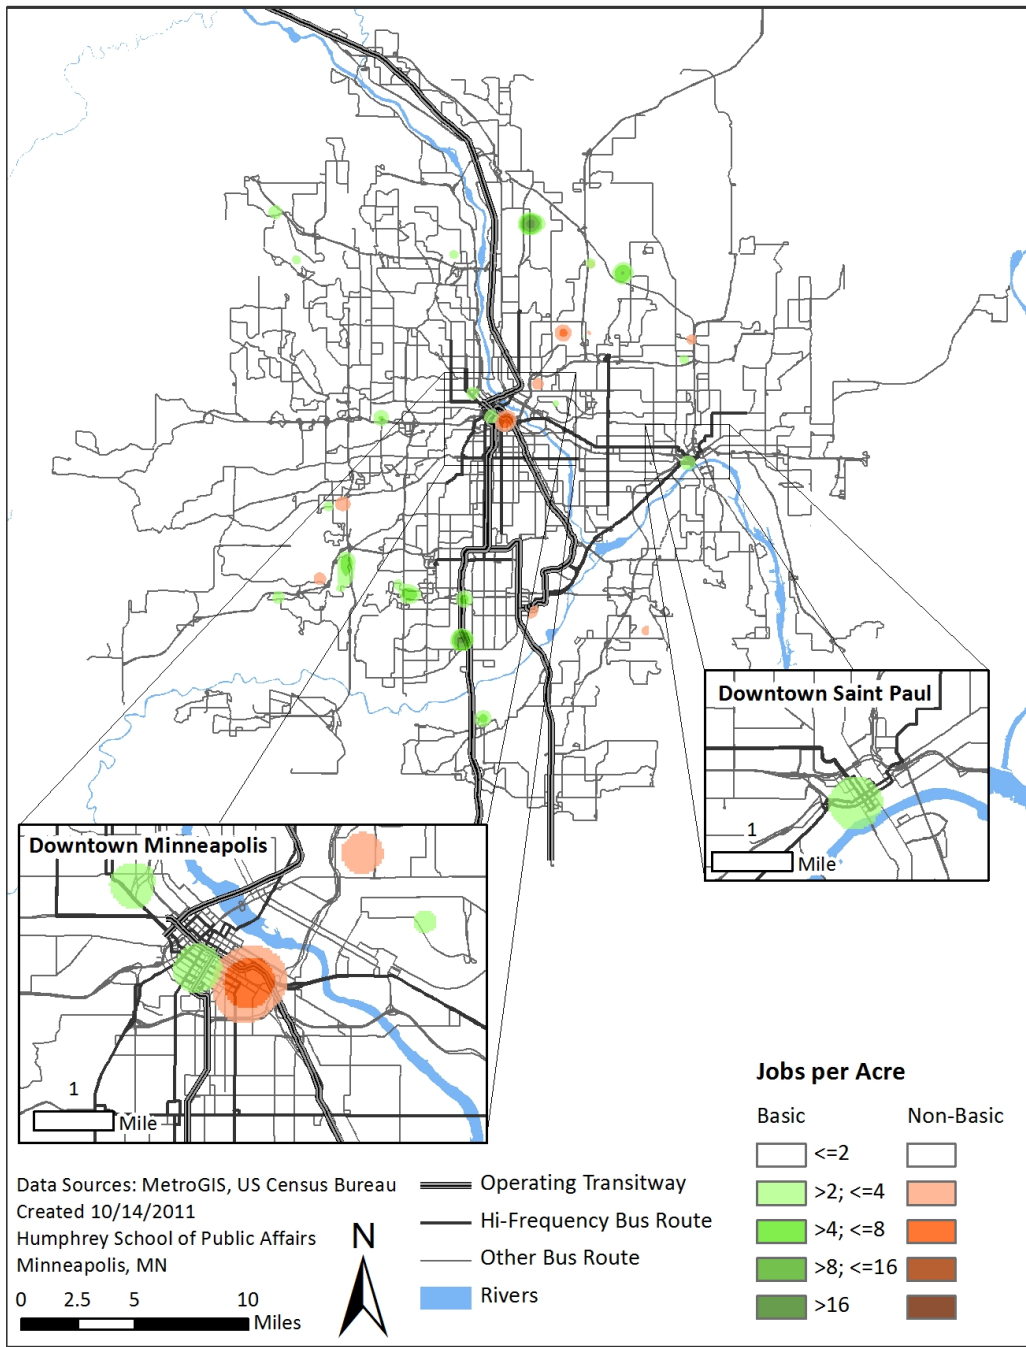 Downtown Saint Paul
1
Mile
Downtown Minneapolis
1
Mile
Jobs per Acre
Basic Non-Basic
<=2
>2; <=4
>4; <=8
>8; <=16
>16
Data Sources: MetroGIS, US Census Bureau
Created 10/14/2011
Humphrey School of Public Affairs
Minneapolis, MN
0 2.5 5 10
Miles
N
Operating Transitway
Hi-Frequency Bus Route
Other Bus Route
Rivers